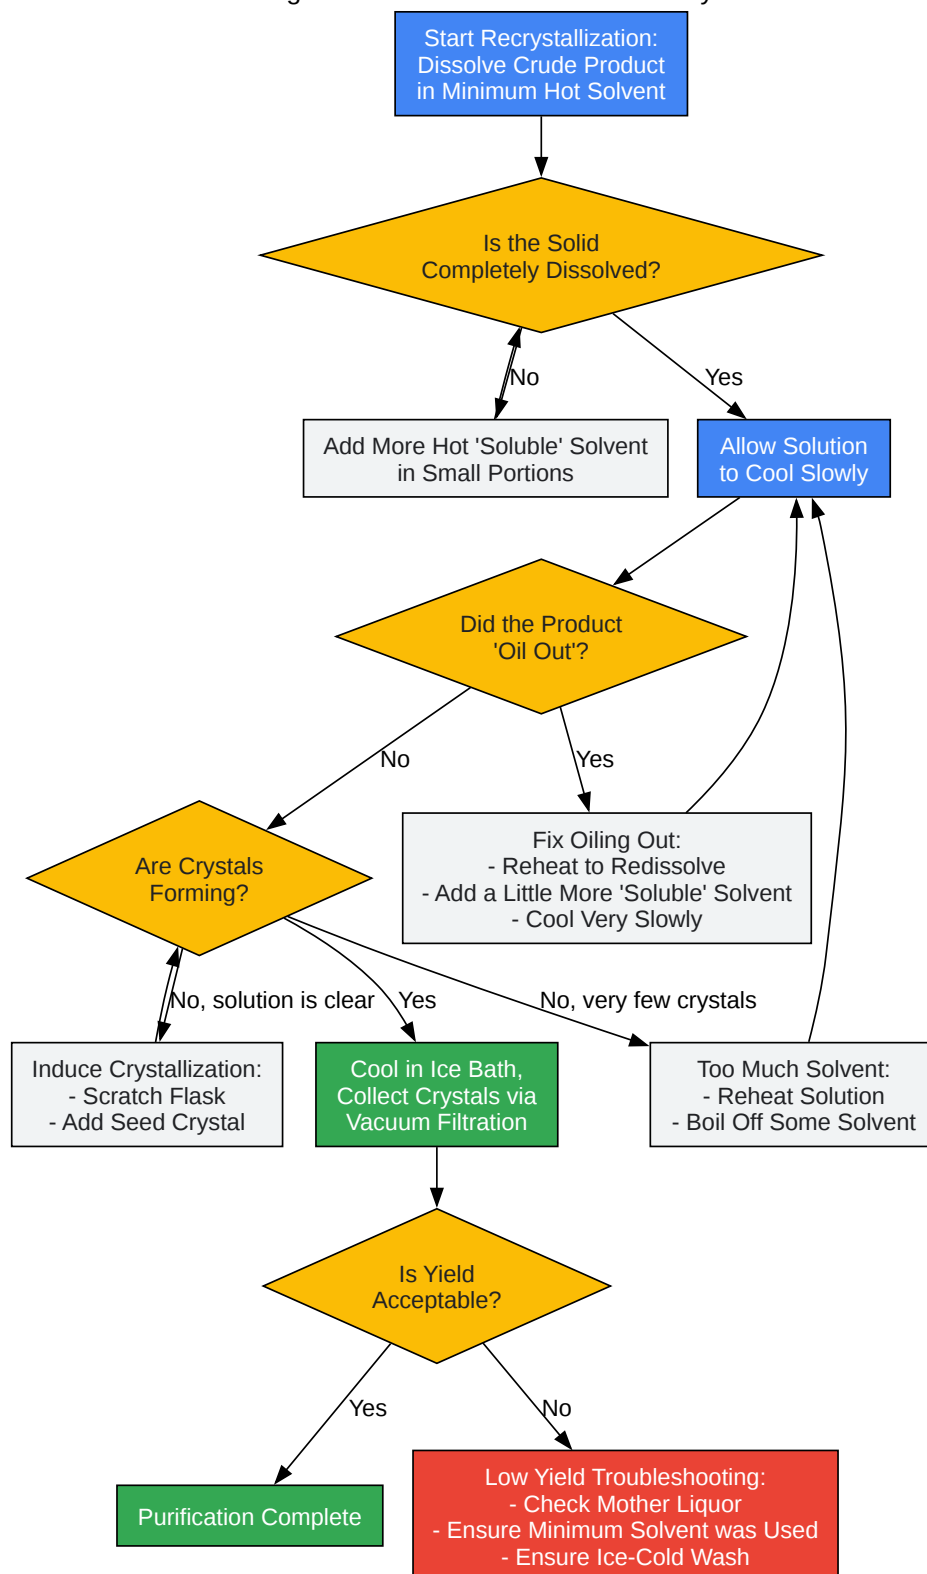 Start Recrystallization:
Dissolve Crude Product
in Minimum Hot Solvent
Is the Solid
Completely Dissolved?
No
Yes
Add More Hot 'Soluble' Solvent
in Small Portions
Allow Solution
to Cool Slowly
Did the Product
'Oil Out'?
No
Yes
Fix Oiling Out:
- Reheat to Redissolve
- Add a Little More 'Soluble' Solvent
- Cool Very Slowly
Are Crystals
Forming?
No, solution is clear
Yes
No, very few crystals
Induce Crystallization:
- Scratch Flask
- Add Seed Crystal
Cool in Ice Bath,
Collect Crystals via
Vacuum Filtration
Too Much Solvent:
- Reheat Solution
- Boil Off Some Solvent
Is Yield
Acceptable?
Yes
No
Purification Complete
Low Yield Troubleshooting:
- Check Mother Liquor
- Ensure Minimum Solvent was Used
- Ensure Ice-Cold Wash